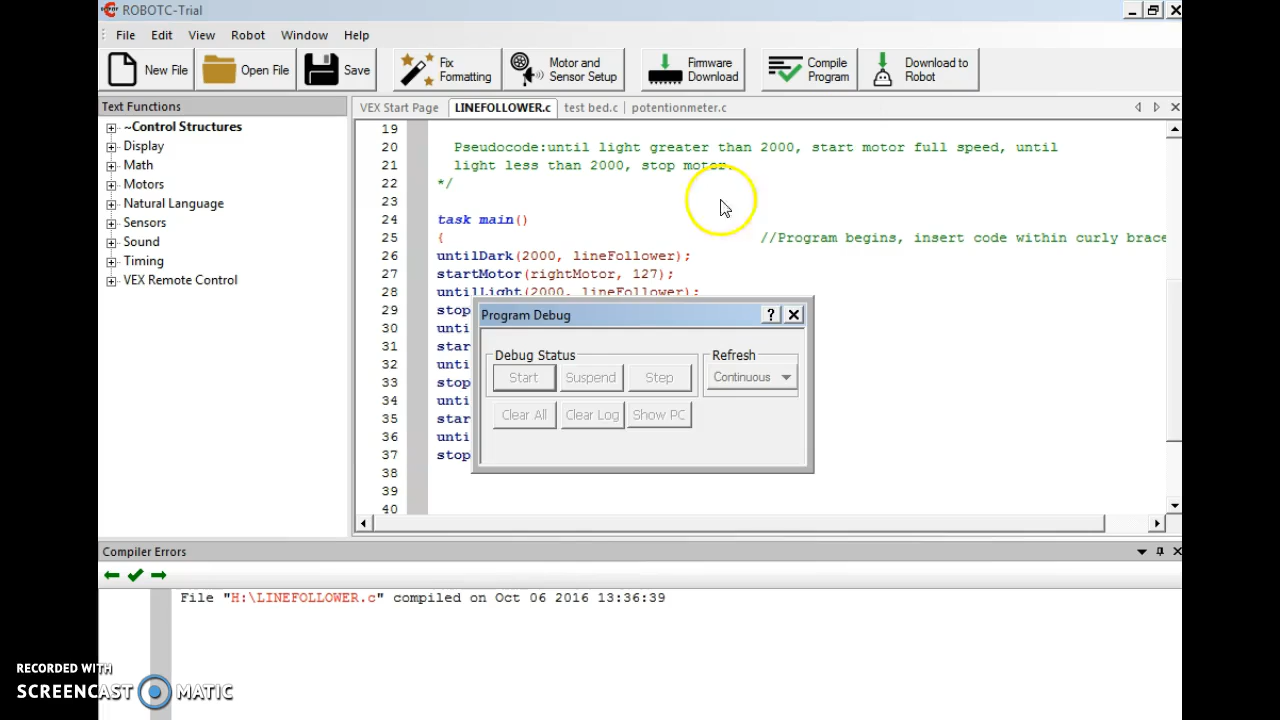 ROBOTC-Trial
File Edit View Robot Window Help
New File Open File Save Fix Formatting Motor and Sensor Setup Firmware Download Compile Program Download to Robot
Text Functions
VEX Start Page LINEFOLLOWER.c test bed.c potentionmeter.c
~Control Structures
Display
Math
Motors
Natural Language
Sensors
Sound
Timing
VEX Remote Control
19
20 Pseudocode:until light greater than 2000, start motor full speed, until
21 light less than 2000, stop motor.
22 */
23
24 task main()
25 { //Program begins, insert code within curly brace
26 untilDark(2000, lineFollower);
27 startMotor(rightMotor, 127);
28 untilLight(2000, lineFollower);
29 stop
30 unti
31 star
32 unti
33 stop
34 unti
35 star
36 unti
37 stop
38
39
40
Program Debug
? 
Debug Status Refresh
Start Suspend Step Continuous
Clear All Clear Log Show PC
Compiler Errors
File "H:\LINEFOLLOWER.c" compiled on Oct 06 2016 13:36:39
RECORDED WITH
SCREENCAST MATIC